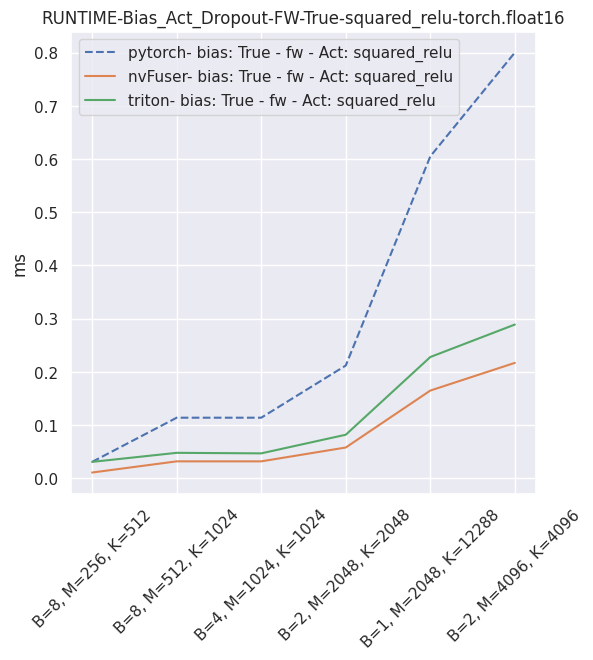 RUNTIME-Bias_Act_Dropout-FW-True-squared_relu-torch.float16
pytorch- bias: True - fw - Act: squared_relu
nvFuser- bias: True - fw - Act: squared_relu
triton- bias: True - fw - Act: squared_relu
ms
0.8
0.7
0.6
0.5
0.4
0.3
0.2
0.1
0.0
B=8, M=256, K=512
B=8, M=512, K=1024
B=4, M=1024, K=1024
B=2, M=2048, K=2048
B=1, M=2048, K=12288
B=2, M=4096, K=4096